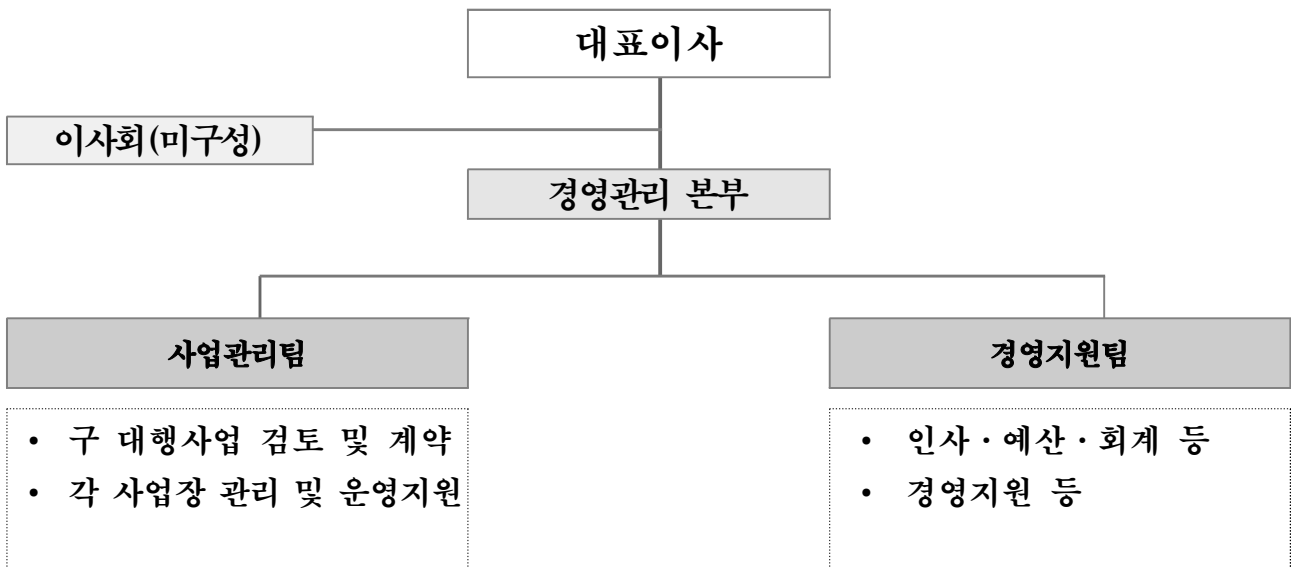 대표이사
이사회(미구성)
경영관리 본부
사업관리팀
경영지원팀
• 구 대행사업 검토 및 계약
• 각 사업장 관리 및 운영지원
• 인사·예산·회계 등
• 경영지원 등